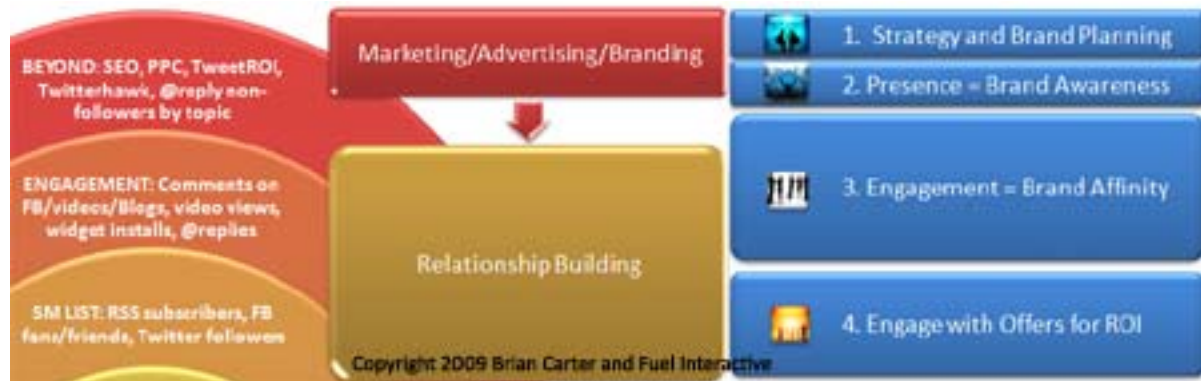 BEYOND: SEO, PPC, TweetROI,
Twitterhawk, @reply non-
followers by topic
ENGAGEMENT: Comments on
FB/videos/Blogs, video views,
widget installs, @replies
SM LIST: RSS subscribers, FB
fans/friends, Twitter followers
Marketing/Advertising/Branding
Relationship Building
1. Strategy and Brand Planning
2. Presence = Brand Awareness
3. Engagement = Brand Affinity
4. Engage with Offers for ROI
Copyright 2009 Brian Carter and Fuel Interactive